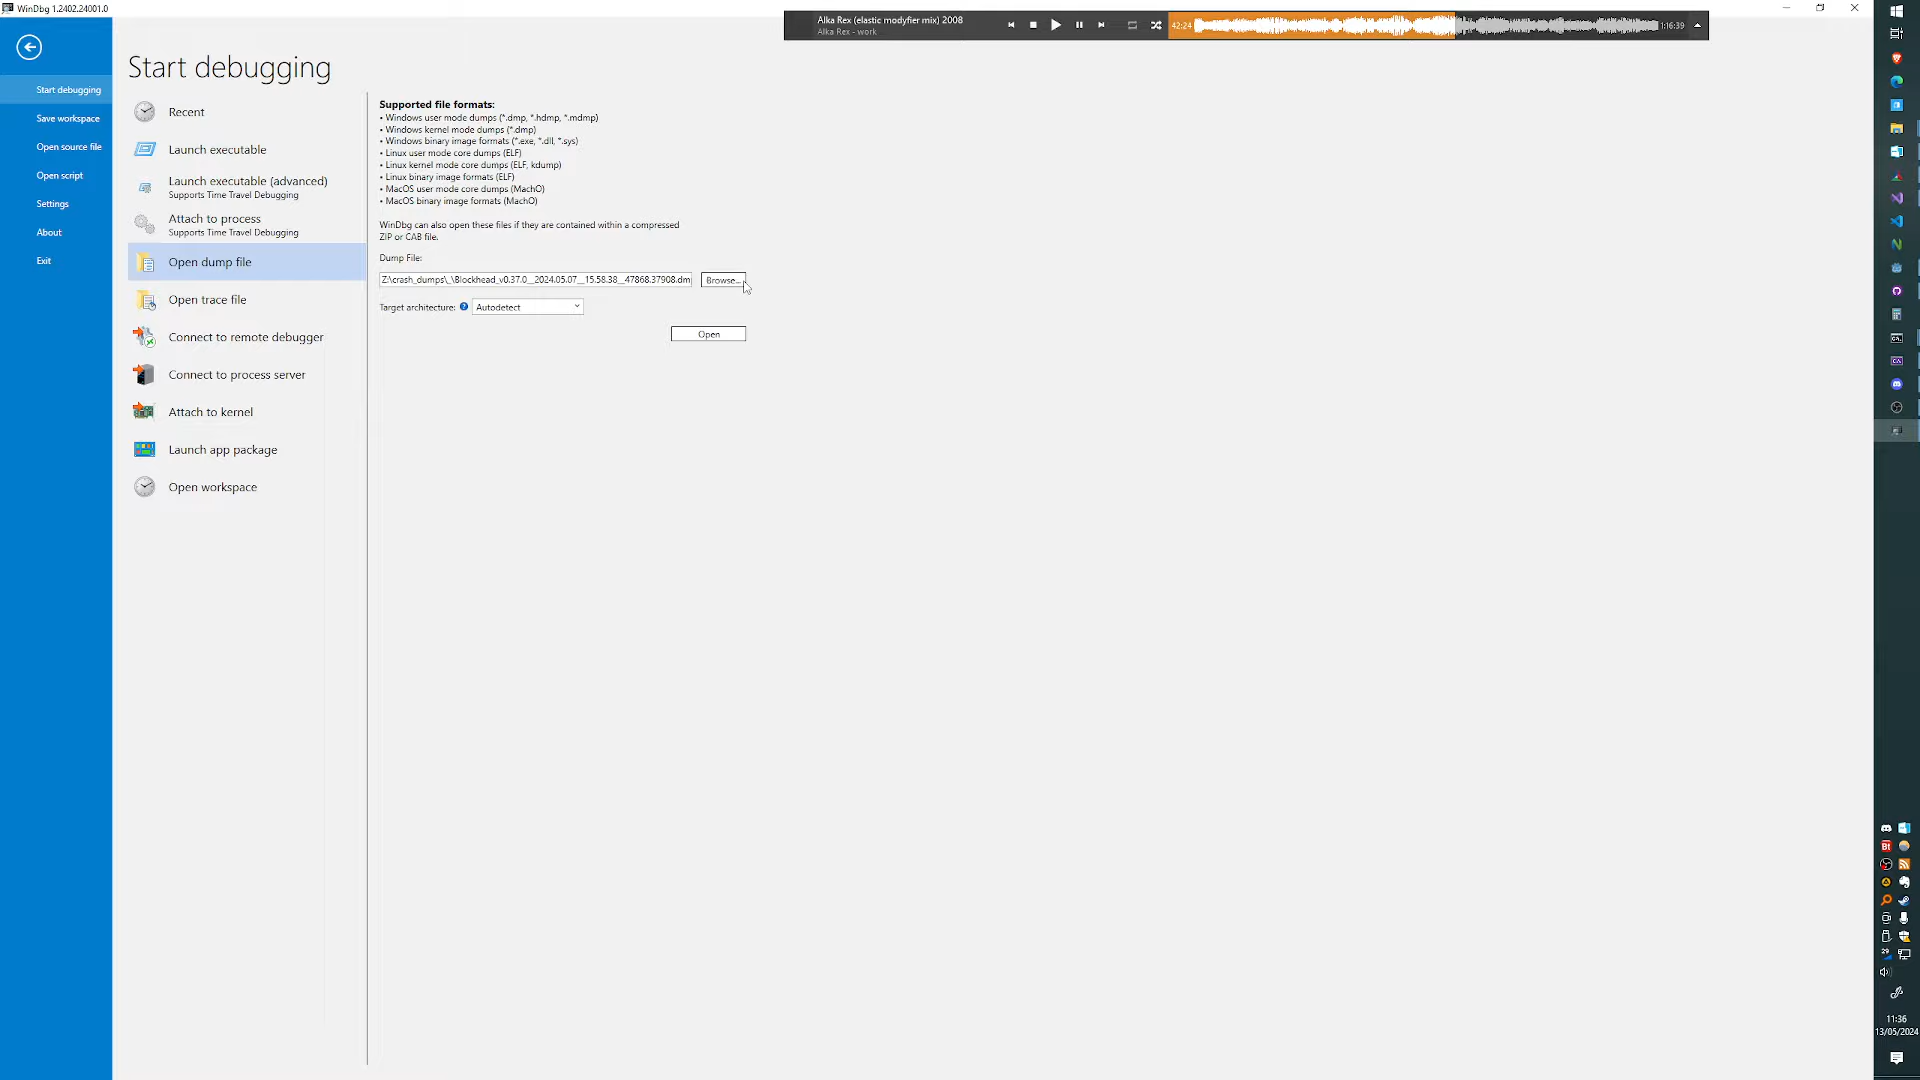 WinDbg 1.2402.24001.0
Alka Rex (elastic modyfier mix) 2008
Alka Rex - work
42:24
1:16:39
Start debugging
Save workspace
Open source file
Open script
Settings
About
Exit
Start debugging
Recent
Launch executable
Launch executable (advanced)
Supports Time Travel Debugging
Attach to process
Supports Time Travel Debugging
Open dump file
Open trace file
Connect to remote debugger
Connect to process server
Attach to kernel
Launch app package
Open workspace
Supported file formats:
• Windows user mode dumps (*.dmp, *.hdmp, *.mdmp)
• Windows kernel mode dumps (*.dmp)
• Windows binary image formats (*.exe, *.dll, *.sys)
• Linux user mode core dumps (ELF)
• Linux kernel mode core dumps (ELF, kdump)
• Linux binary image formats (ELF)
• MacOS user mode core dumps (MachO)
• MacOS binary image formats (MachO)
WinDbg can also open these files if they are contained within a compressed
ZIP or CAB file.
Dump File:
Z:\crash_dumps\_\Blockhead_v0.37.0__2024.05.07__15.58.38__47868.37908.dm
Browse...
Target architecture:
Autodetect
Open
Bt
29
11:36
13/05/2024